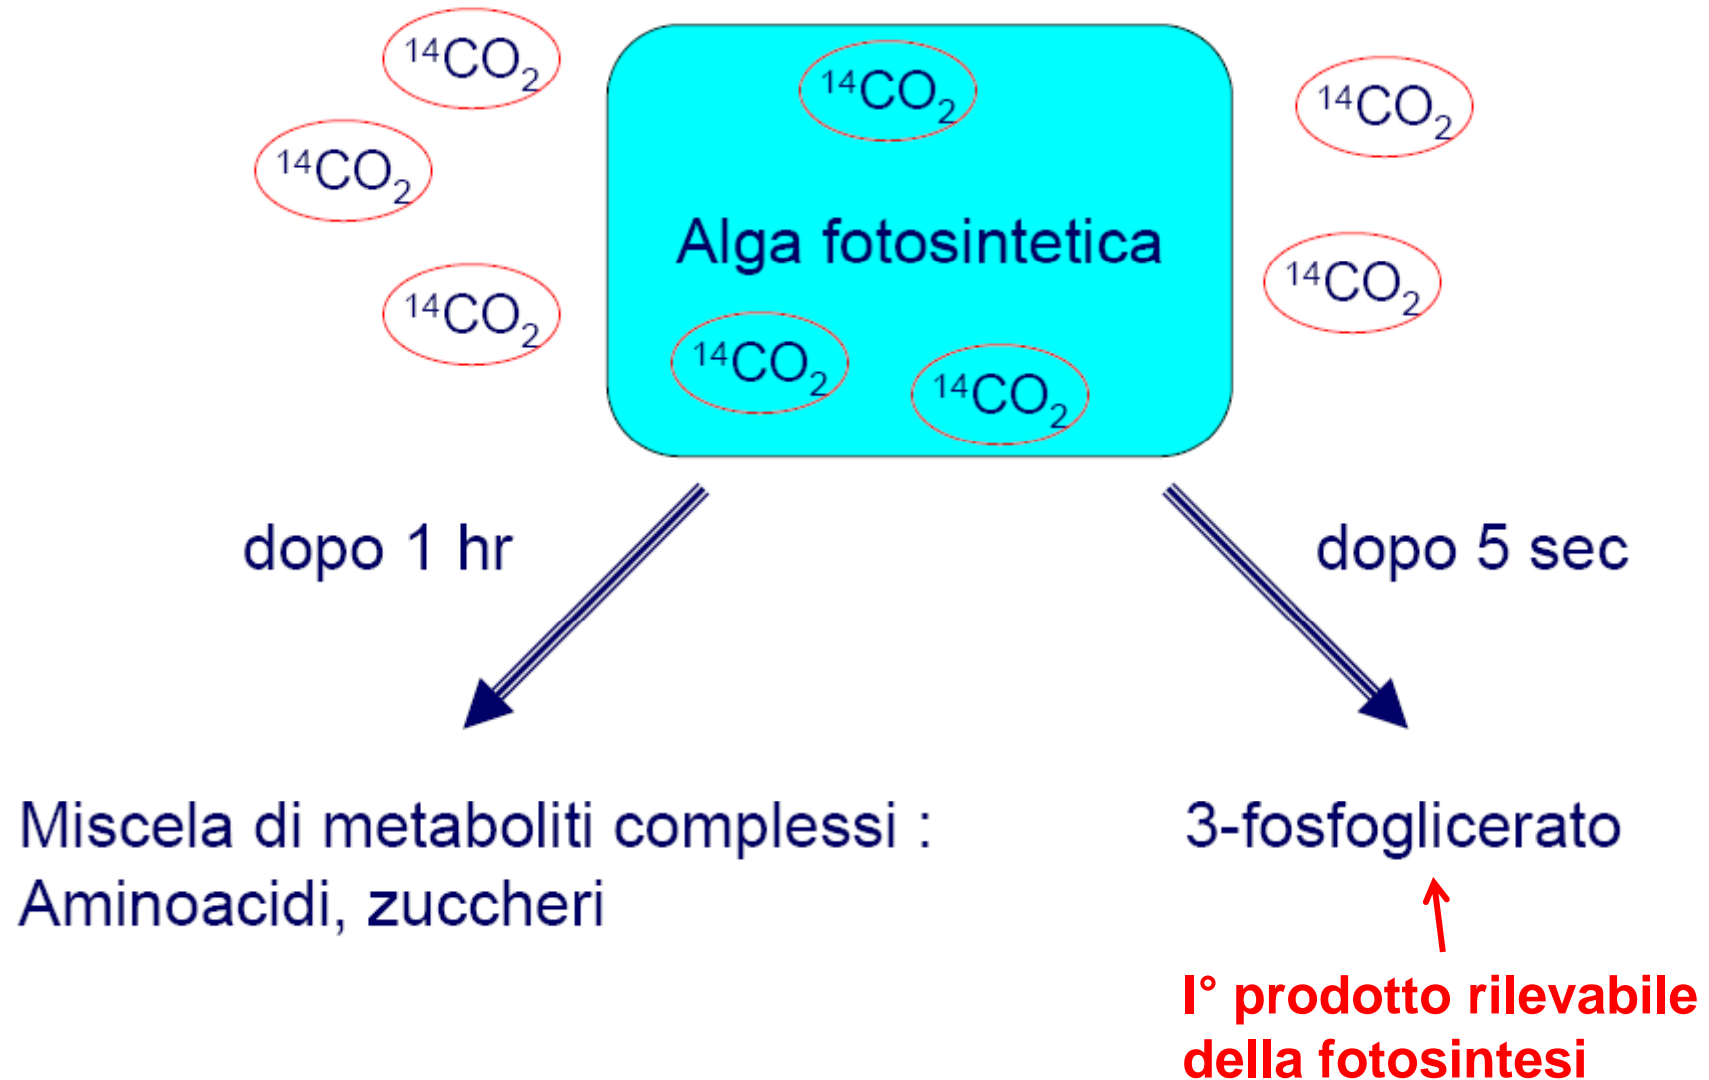 ¹⁴CO₂
¹⁴CO₂
¹⁴CO₂
¹⁴CO₂
Alga fotosintetica
¹⁴CO₂
¹⁴CO₂
¹⁴CO₂
¹⁴CO₂
dopo 1 hr
dopo 5 sec
Miscela di metaboliti complessi :
Aminoacidi, zuccheri
3-fosfoglicerato
I° prodotto rilevabile
della fotosintesi